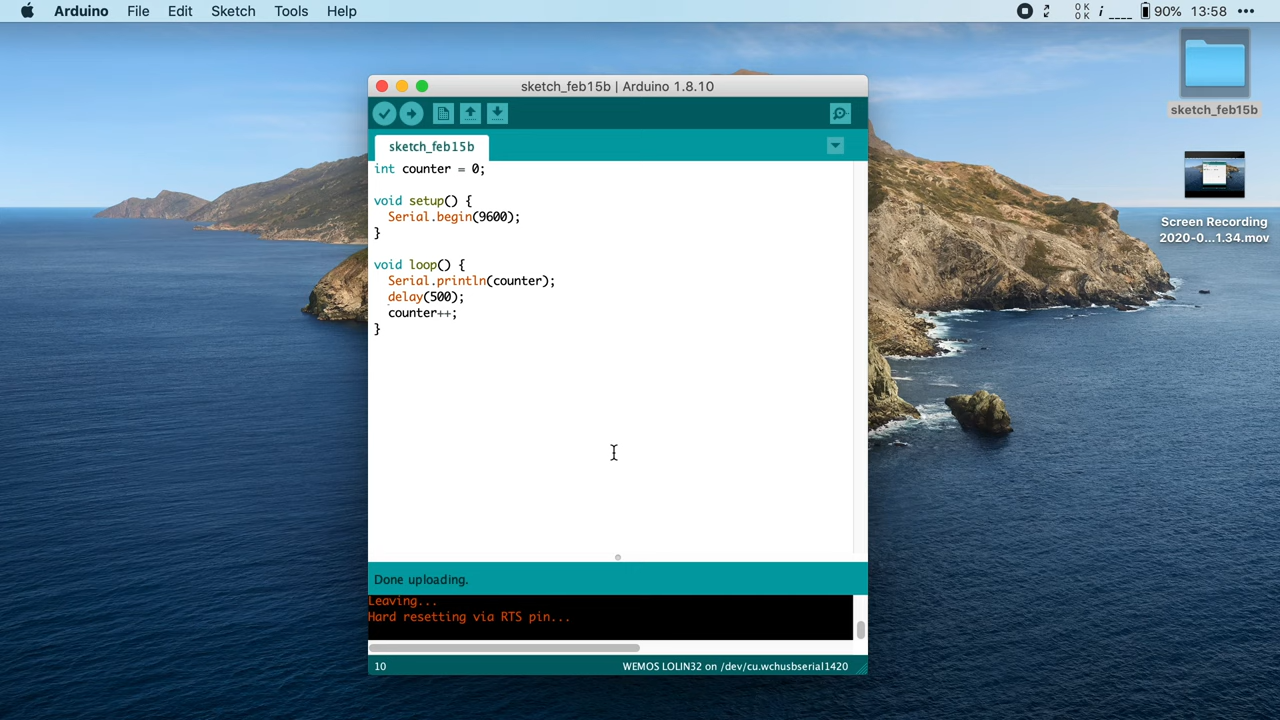 Arduino File Edit Sketch Tools Help
0 K
0 K
90% 13:58
sketch_feb15b | Arduino 1.8.10
sketch_feb15b
sketch_feb15b
int counter = 0;
void setup() {
Serial.begin(9600);
}
void loop() {
Serial.println(counter);
delay(500);
counter++;
}
Screen Recording
2020-0...1.34.mov
Done uploading.
Leaving...
Hard resetting via RTS pin...
10
WEMOS LOLIN32 on /dev/cu.wchusbserial1420